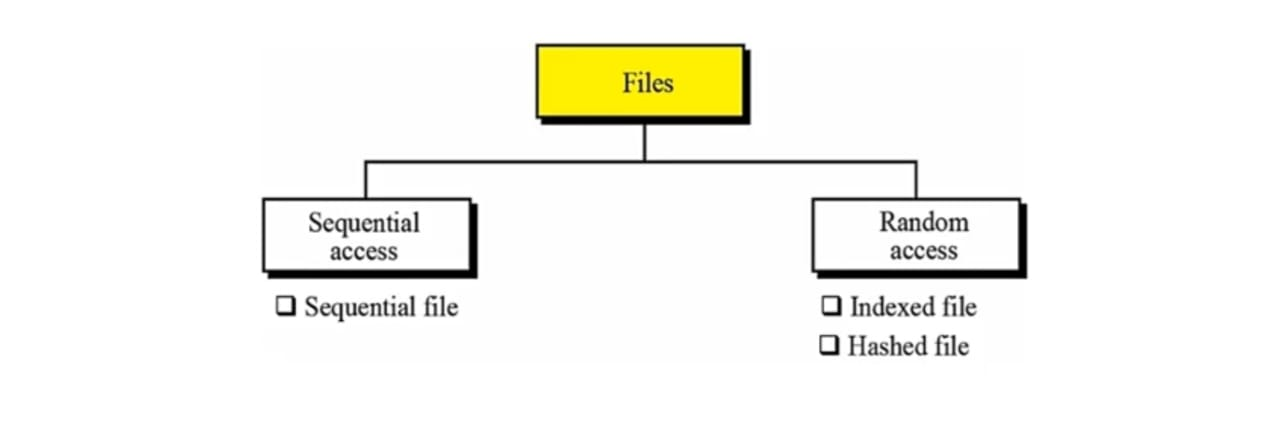 Files
Sequential
access
Random
access
❑ Sequential file
❑ Indexed file
❑ Hashed file